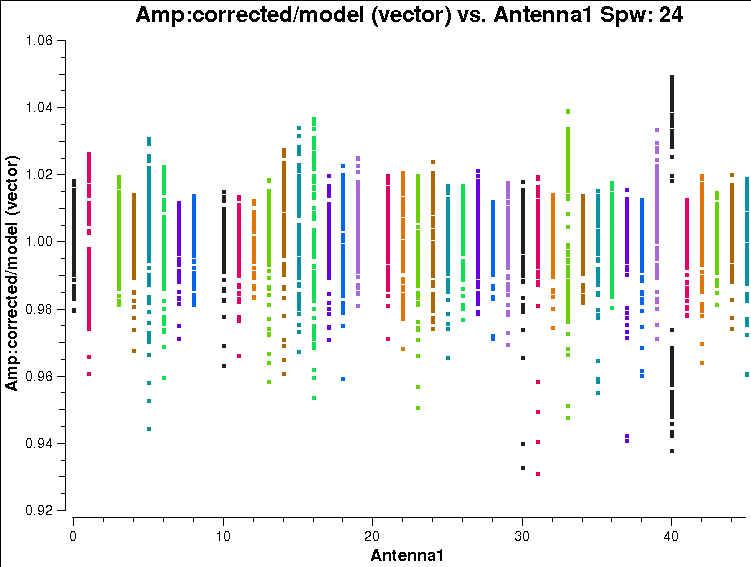 Amp:corrected/model (vector) vs. Antenna1 Spw: 24
1.06
1.04
1.02
1.00
0.98
0.96
0.94
0.92
Amp:corrected/model (vector)
0 10 20 30 40
Antenna1